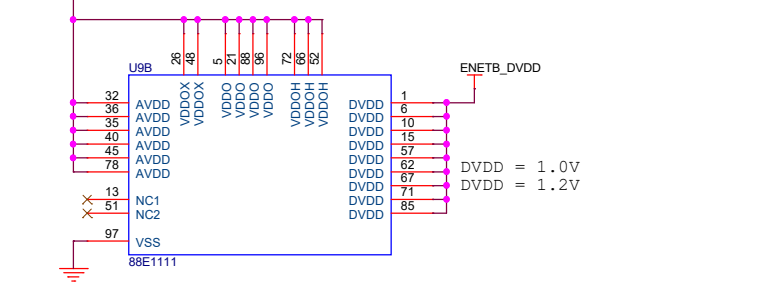 26
48
5
21
88
96
72
66
52
U9B
ENETB_DVDD
VDDOX
VDDOX
VDDO
VDDO
VDDO
VDDO
VDDOH
VDDOH
VDDOH
32 AVDD DVDD 1
36 AVDD DVDD 6
35 AVDD DVDD 10
40 AVDD DVDD 15
45 AVDD DVDD 57
78 AVDD DVDD 62
DVDD = 1.0V
DVDD 67
DVDD = 1.2V
13 NC1 DVDD 71
51 NC2 DVDD 85
97 VSS
88E1111